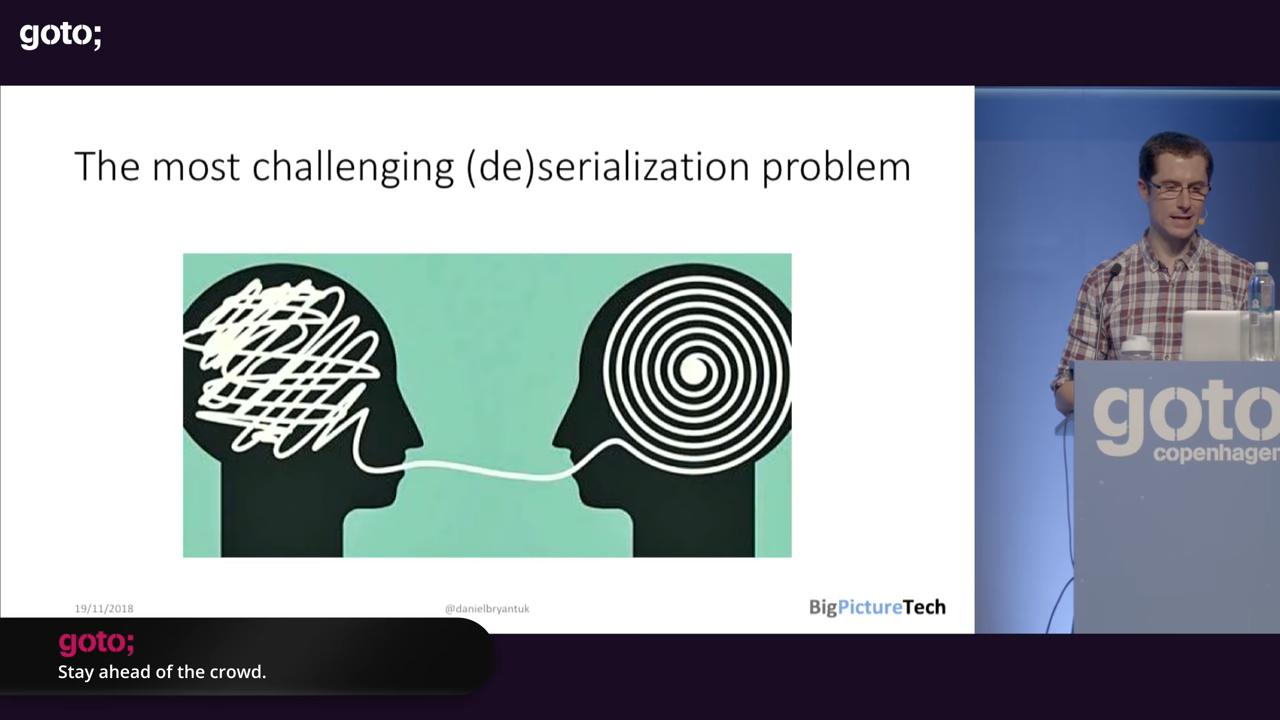 goto;
The most challenging (de)serialization problem
19/11/2018
@danielbryantuk
BigPictureTech
goto
copenhagen
goto;
Stay ahead of the crowd.